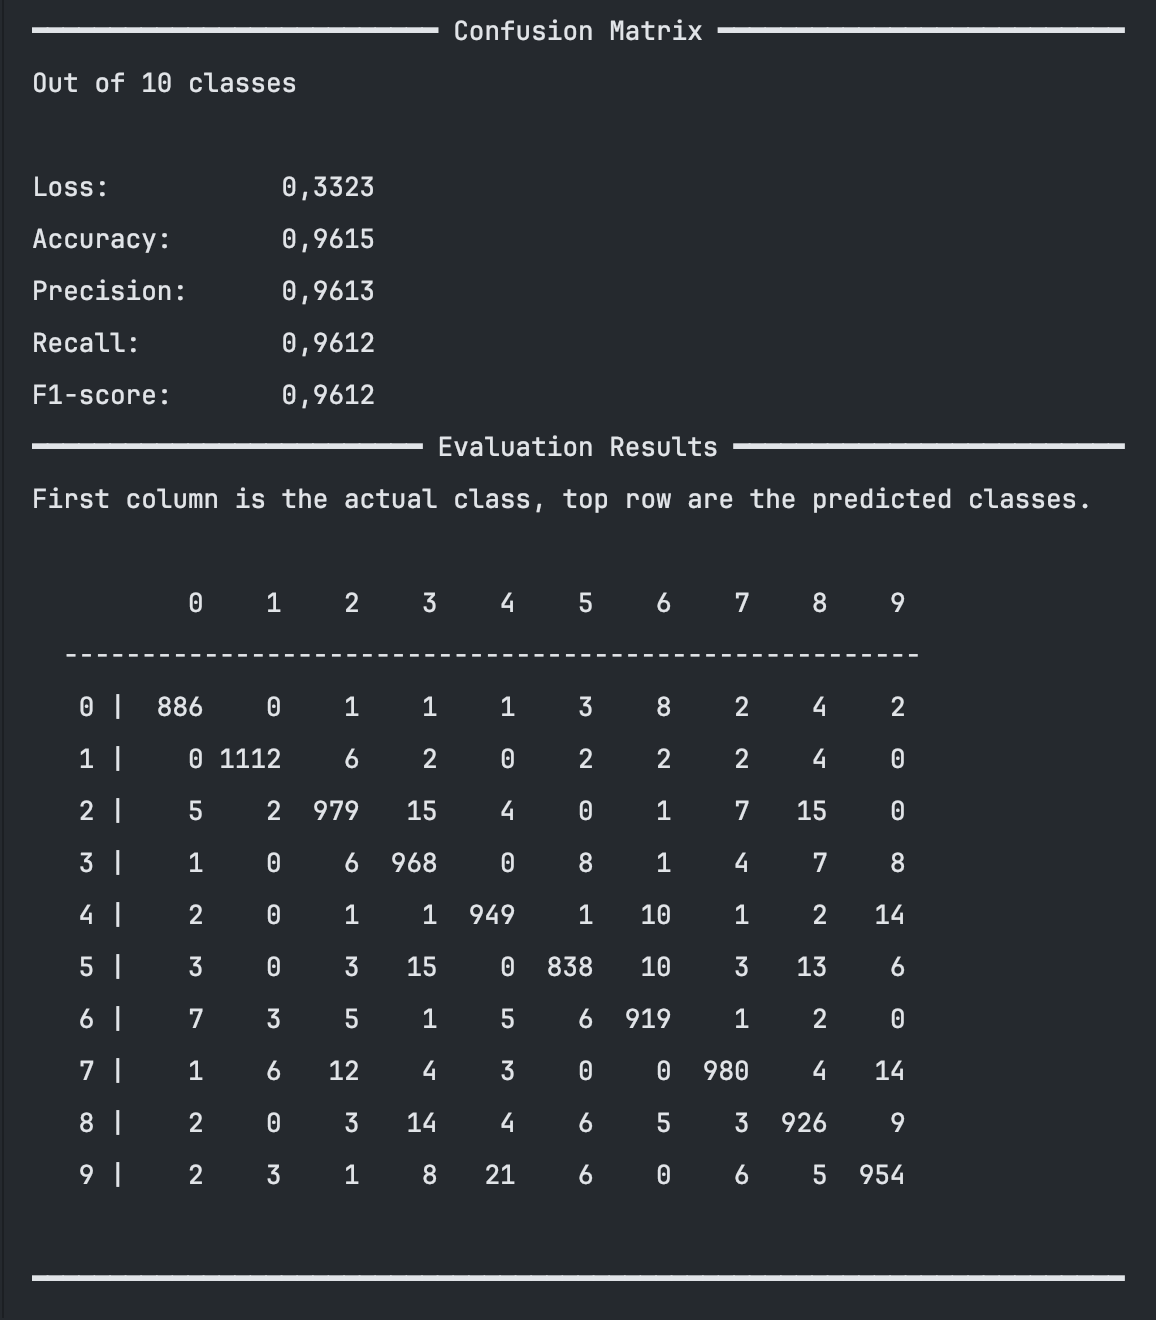 Confusion Matrix
Out of 10 classes
Loss: 0,3323
Accuracy: 0,9615
Precision: 0,9613
Recall: 0,9612
F1-score: 0,9612
Evaluation Results
First column is the actual class, top row are the predicted classes.
0 1 2 3 4 5 6 7 8 9
-------------------------------------------------------
0 | 886 0 1 1 1 3 8 2 4 2
1 | 0 1112 6 2 0 2 2 2 4 0
2 | 5 2 979 15 4 0 1 7 15 0
3 | 1 0 6 968 0 8 1 4 7 8
4 | 2 0 1 1 949 1 10 1 2 14
5 | 3 0 3 15 0 838 10 3 13 6
6 | 7 3 5 1 5 6 919 1 2 0
7 | 1 6 12 4 3 0 0 980 4 14
8 | 2 0 3 14 4 6 5 3 926 9
9 | 2 3 1 8 21 6 0 6 5 954